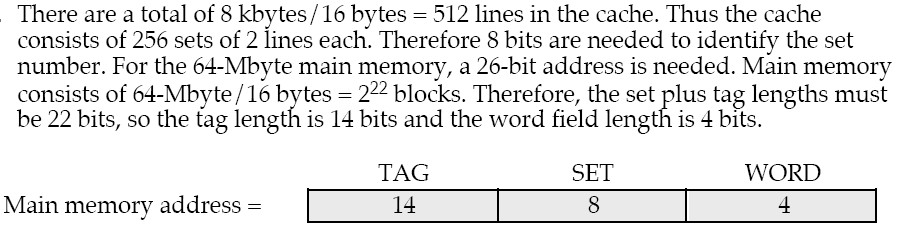 There are a total of 8 kbytes/16 bytes = 512 lines in the cache. Thus the cache
consists of 256 sets of 2 lines each. Therefore 8 bits are needed to identify the set
number. For the 64-Mbyte main memory, a 26-bit address is needed. Main memory
consists of 64-Mbyte/16 bytes = 2²² blocks. Therefore, the set plus tag lengths must
be 22 bits, so the tag length is 14 bits and the word field length is 4 bits.
TAG SET WORD
Main memory address = 14 8 4